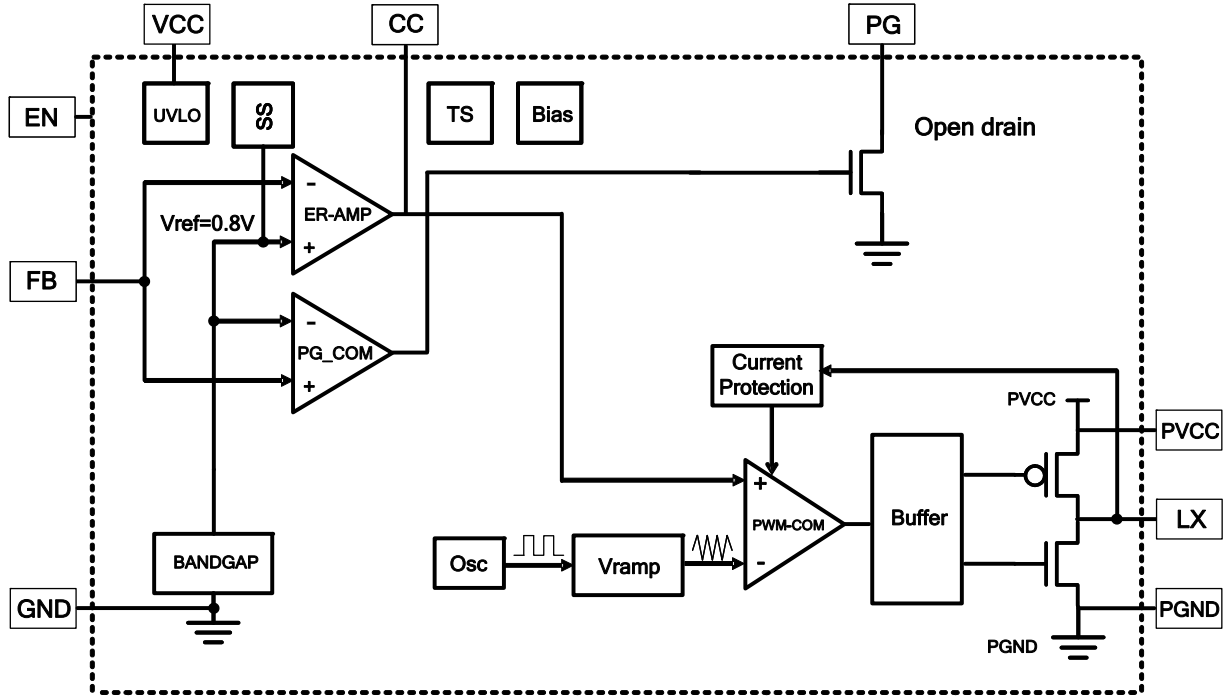 VCC
CC
PG
EN
UVLO
SS
TS
Bias
Open drain
-
ER-AMP
Vref=0.8V
+
FB
-
PG_COM
+
Current
Protection
PVCC
PVCC
+
PWM-COM
-
Buffer
LX
BANDGAP
Osc
Vramp
GND
PGND
PGND